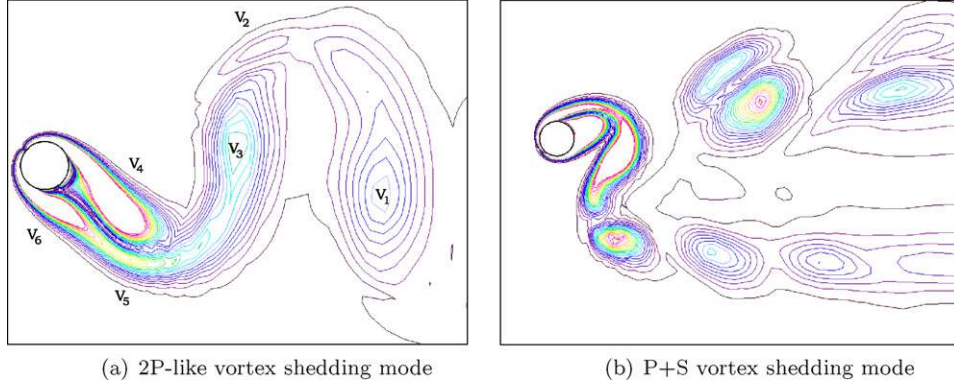 V2
V4
V3
V1
V6
V5
(a) 2P-like vortex shedding mode
(b) P+S vortex shedding mode